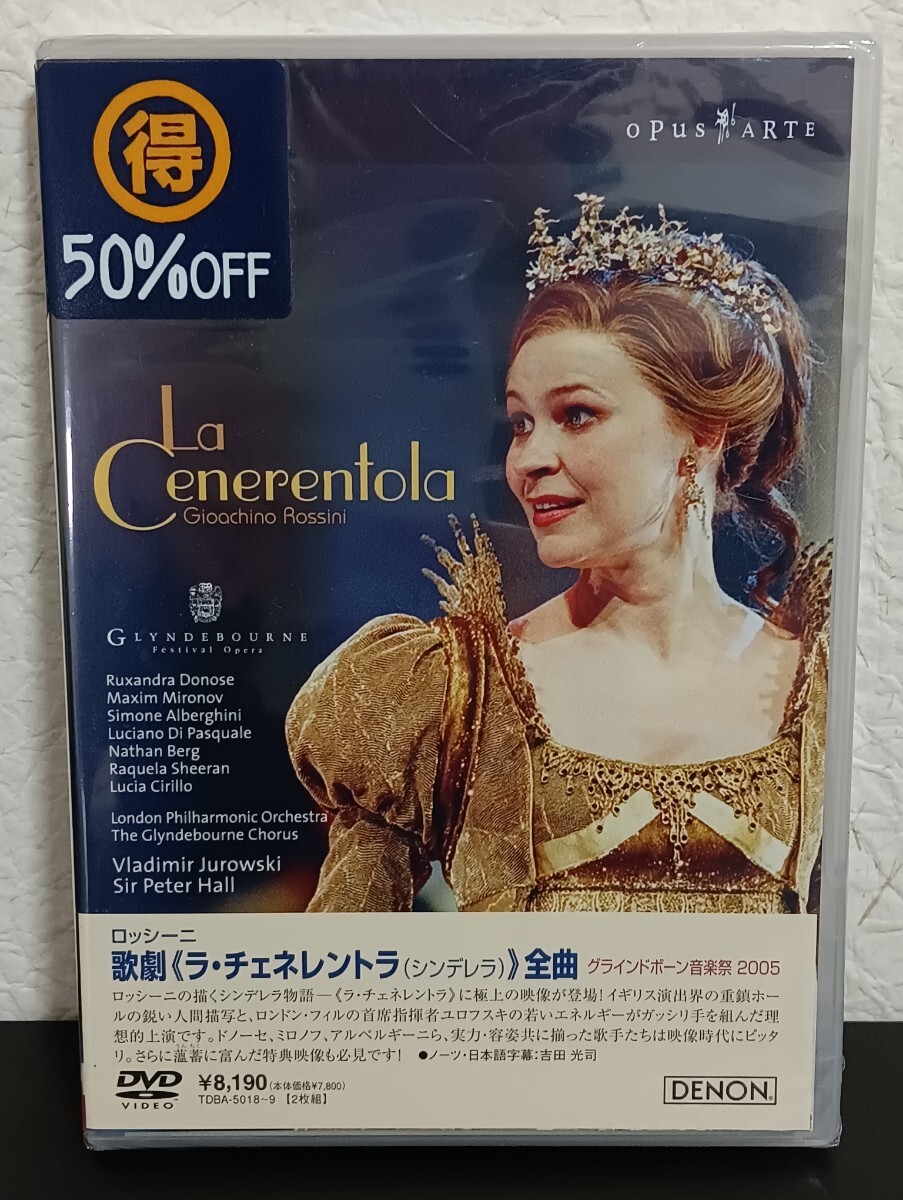 得
50%OFF
OPUS ARTE
La
Cenerentola
Gioachino Rossini
GLYNDEBOURNE
Festival Opera
Ruxandra Donose
Maxim Mironov
Simone Alberghini
Luciano Di Pasquale
Nathan Berg
Raquela Sheeran
Lucia Cirillo
London Philharmonic Orchestra
The Glyndebourne Chorus
Vladimir Jurowski
Sir Peter Hall
ロッシーニ
歌劇《ラ・チェネレントラ(シンデレラ)》全曲 グラインドボーン音楽祭 2005
ロッシーニの描くシンデレラ物語―《ラ・チェネレントラ》に極上の映像が登場!イギリス演出界の重鎮ホー
ルの鋭い人間描写と、ロンドン・フィルの首席指揮者ユロフスキの若いエネルギーがガッシリ手を組んだ理
想的上演です。ドノーセ、ミロノフ、アルベルギーニら、実力・容姿共に揃った歌手たちは映像時代にピッタ
リ。さらに薀蓄に富んだ特典映像も必見です! ●ノーツ・日本語字幕:吉田 光司
DVD
VIDEO
¥8,190(本体価格¥7,800)
TDBA-5018~9 【2枚組】
DENON